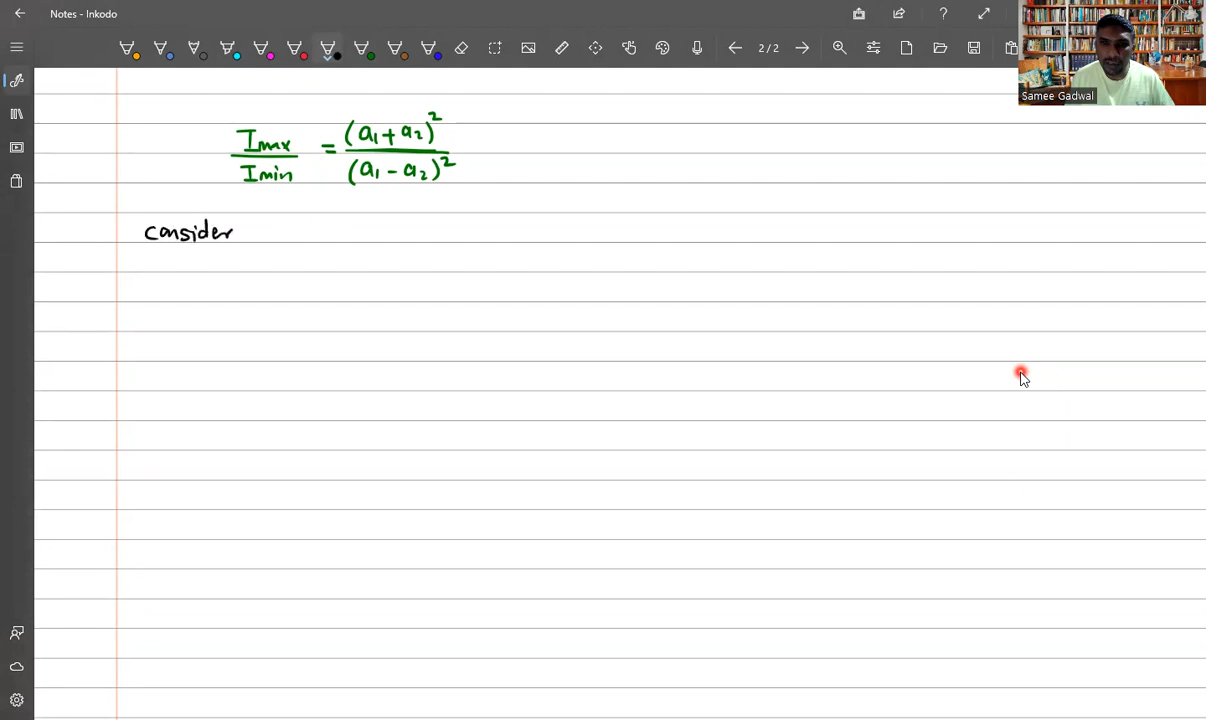 Notes - Inkodo
2 / 2
Samee Gadwal
Imax / Imin = (a₁ + a₂)² / (a₁ - a₂)²
consider